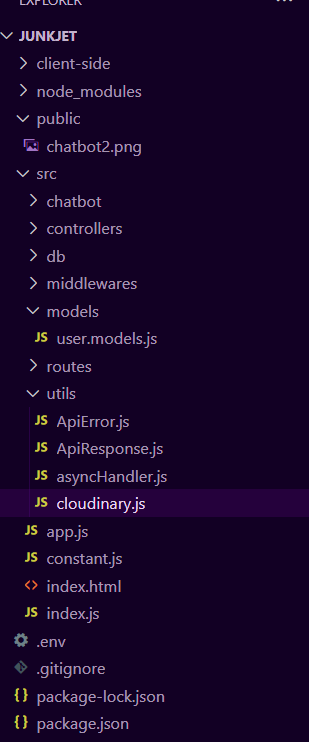 EXPLORER
JUNKJET
client-side
node_modules
public
chatbot2.png
src
chatbot
controllers
db
middlewares
models
JS user.models.js
routes
utils
JS ApiError.js
JS ApiResponse.js
JS asyncHandler.js
JS cloudinary.js
JS app.js
JS constant.js
<> index.html
JS index.js
.env
.gitignore
{} package-lock.json
{} package.json